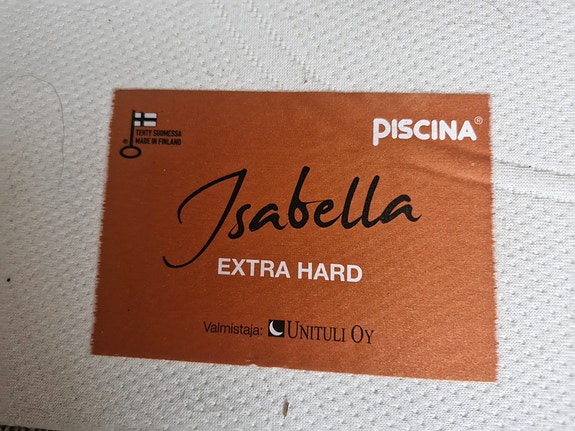 TEHTY SUOMESSA
MADE IN FINLAND
PISCINA®
Isabella
EXTRA HARD
Valmistaja: UNITULI OY